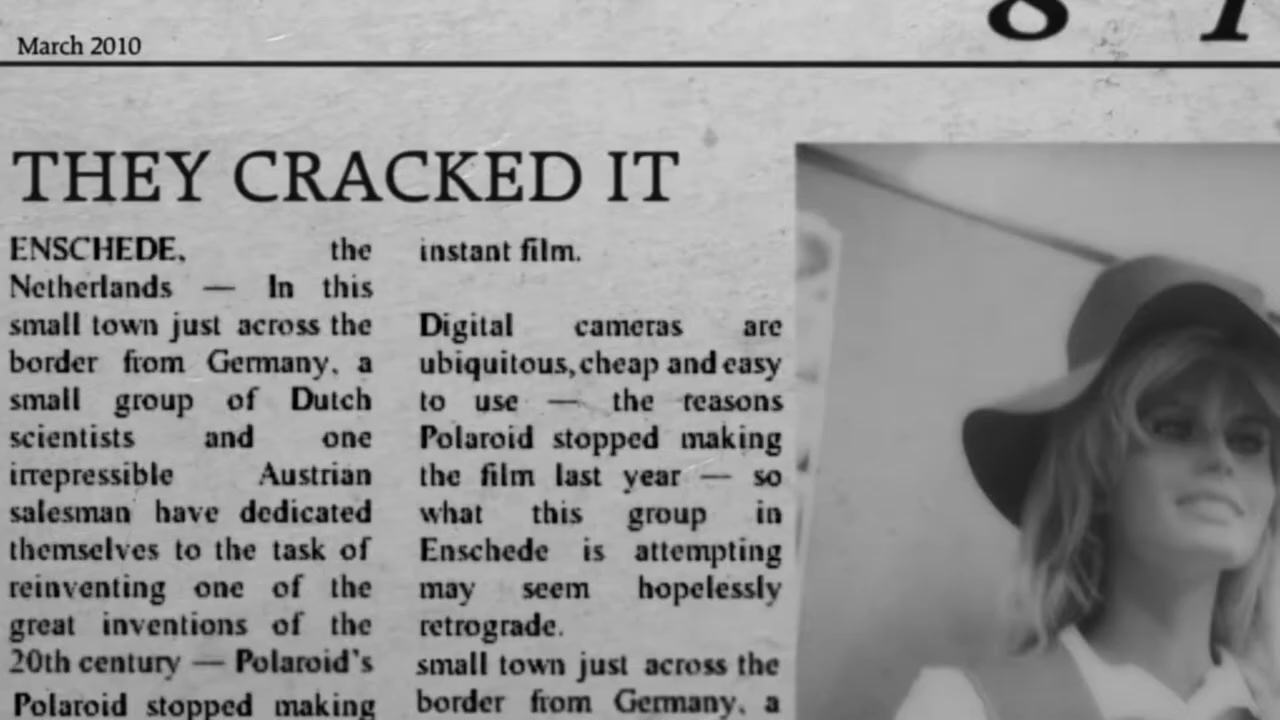 March 2010
THEY CRACKED IT
ENSCHEDE, the
Netherlands — In this
small town just across the
border from Germany, a
small group of Dutch
scientists and one
irrepressible Austrian
salesman have dedicated
themselves to the task of
reinventing one of the
great inventions of the
20th century — Polaroid's
Polaroid stopped making
instant film.
Digital cameras are
ubiquitous, cheap and easy
to use — the reasons
Polaroid stopped making
the film last year — so
what this group in
Enschede is attempting
may seem hopelessly
retrograde.
small town just across the
border from Germany, a